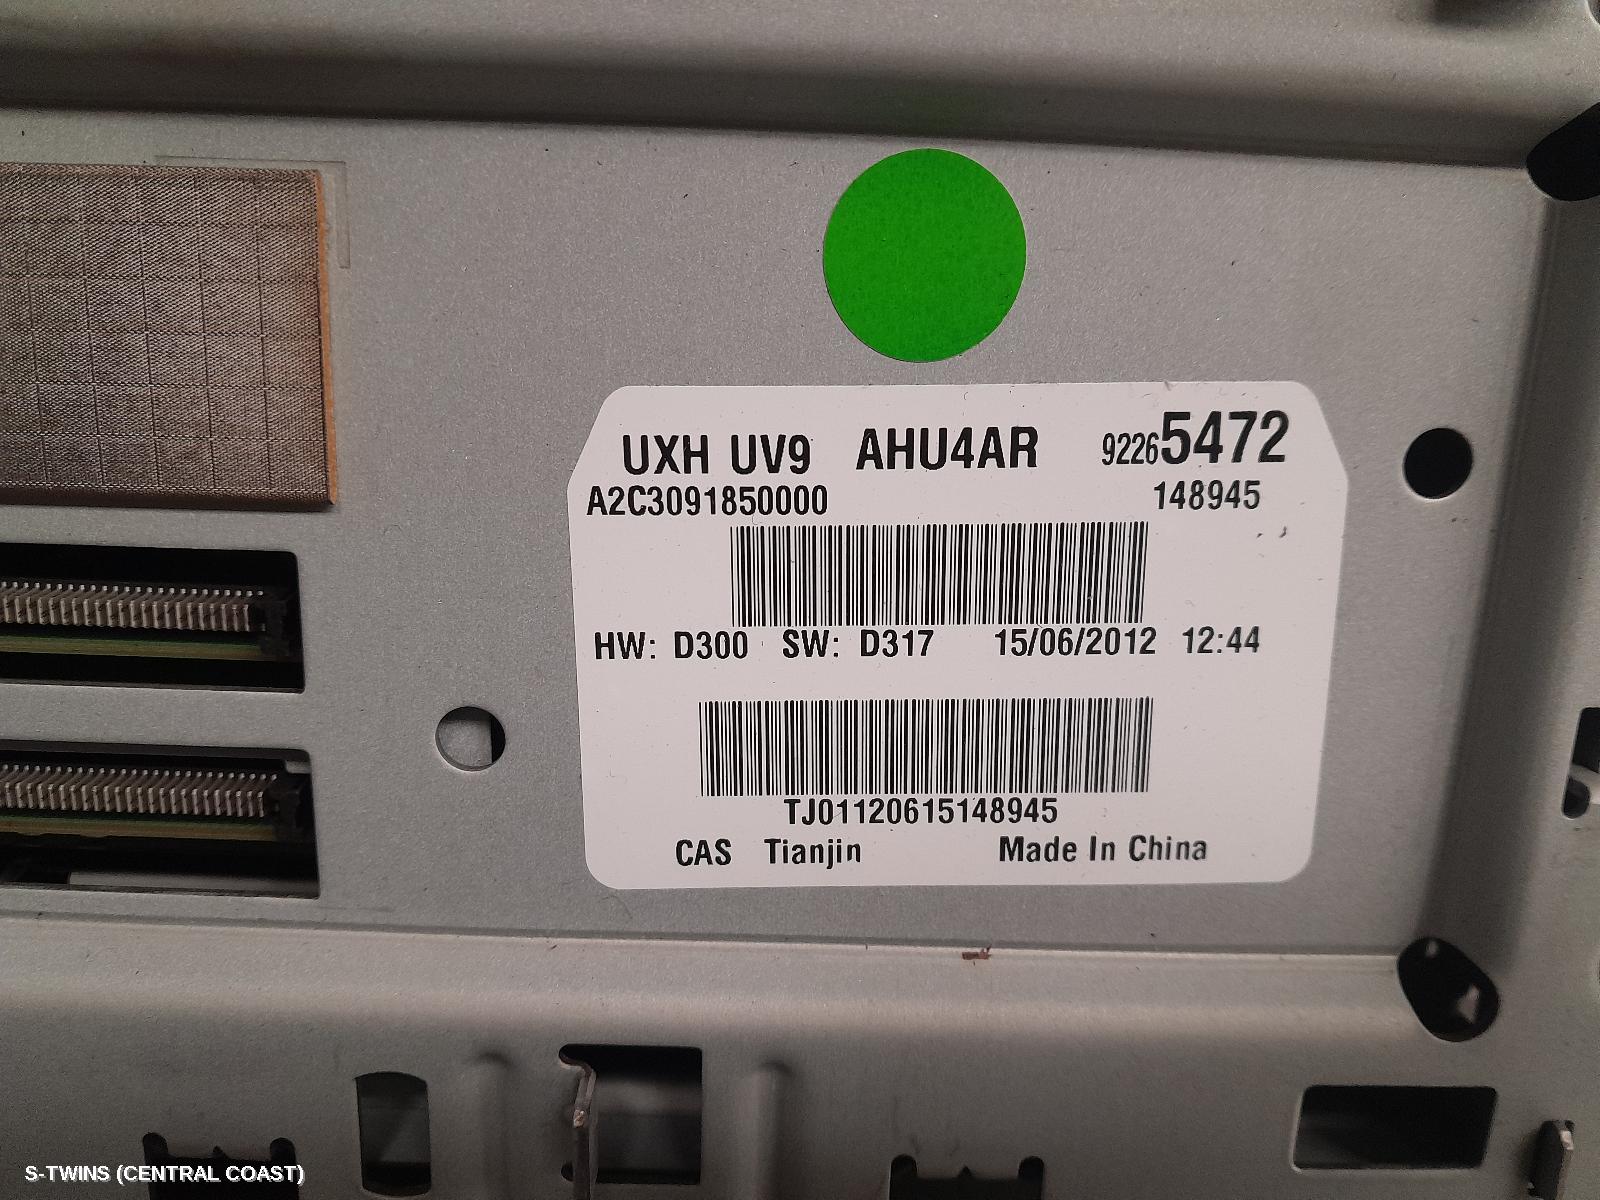 UXH UV9 AHU4AR 92265472
A2C3091850000 148945
HW: D300 SW: D317 15/06/2012 12:44
TJ01120615148945
CAS Tianjin Made In China
S-TWINS (CENTRAL COAST)